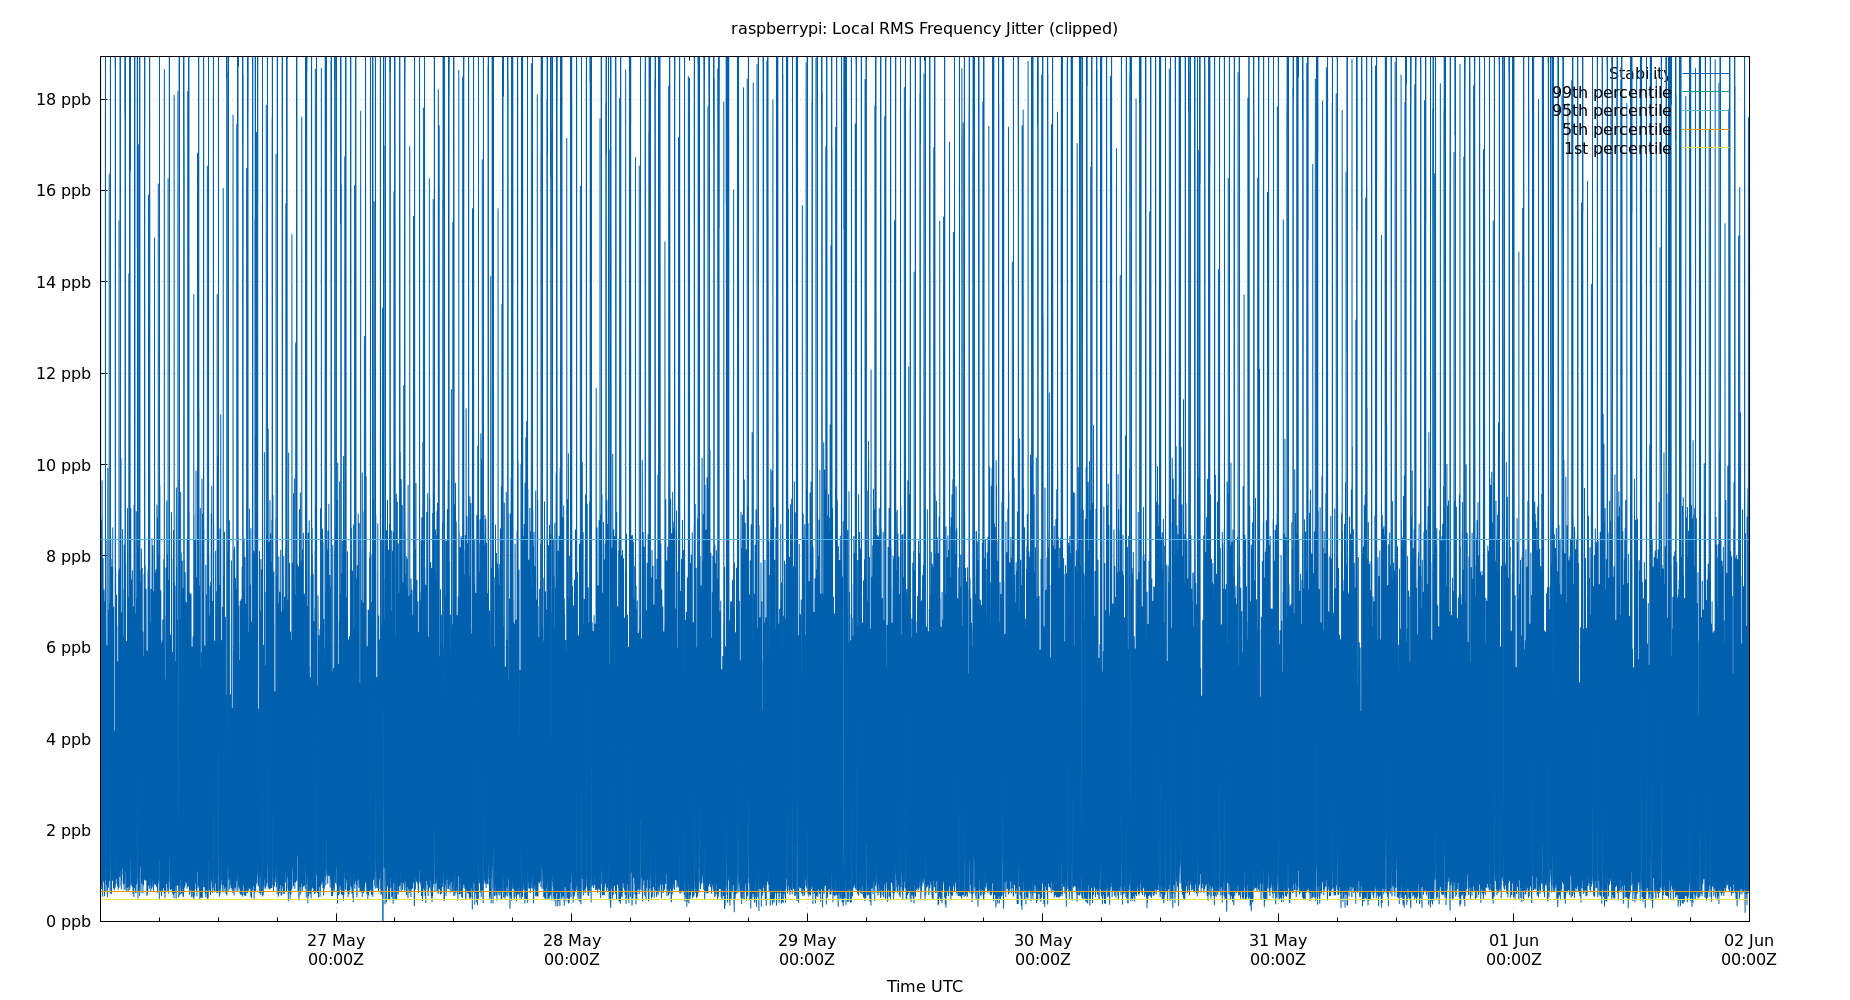 raspberrypi: Local RMS Frequency Jitter (clipped)
18 ppb
16 ppb
14 ppb
12 ppb
10 ppb
8 ppb
6 ppb
4 ppb
2 ppb
0 ppb
Stability
99th percentile
95th percentile
5th percentile
1st percentile
27 May
00:00Z
28 May
00:00Z
29 May
00:00Z
30 May
00:00Z
31 May
00:00Z
01 Jun
00:00Z
02 Jun
00:00Z
Time UTC